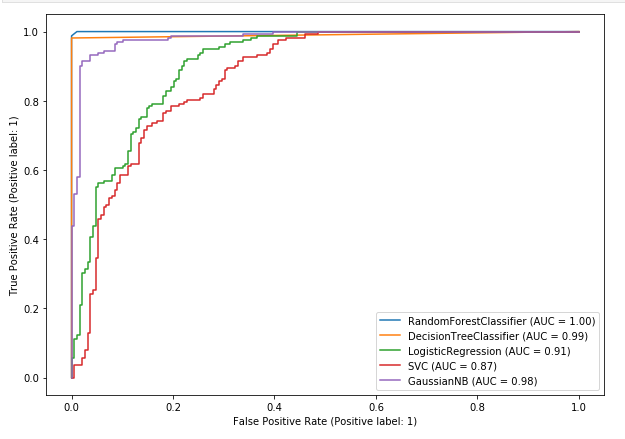 1.0
0.8
0.6
0.4
0.2
0.0
True Positive Rate (Positive label: 1)
RandomForestClassifier (AUC = 1.00)
DecisionTreeClassifier (AUC = 0.99)
LogisticRegression (AUC = 0.91)
SVC (AUC = 0.87)
GaussianNB (AUC = 0.98)
0.0 0.2 0.4 0.6 0.8 1.0
False Positive Rate (Positive label: 1)